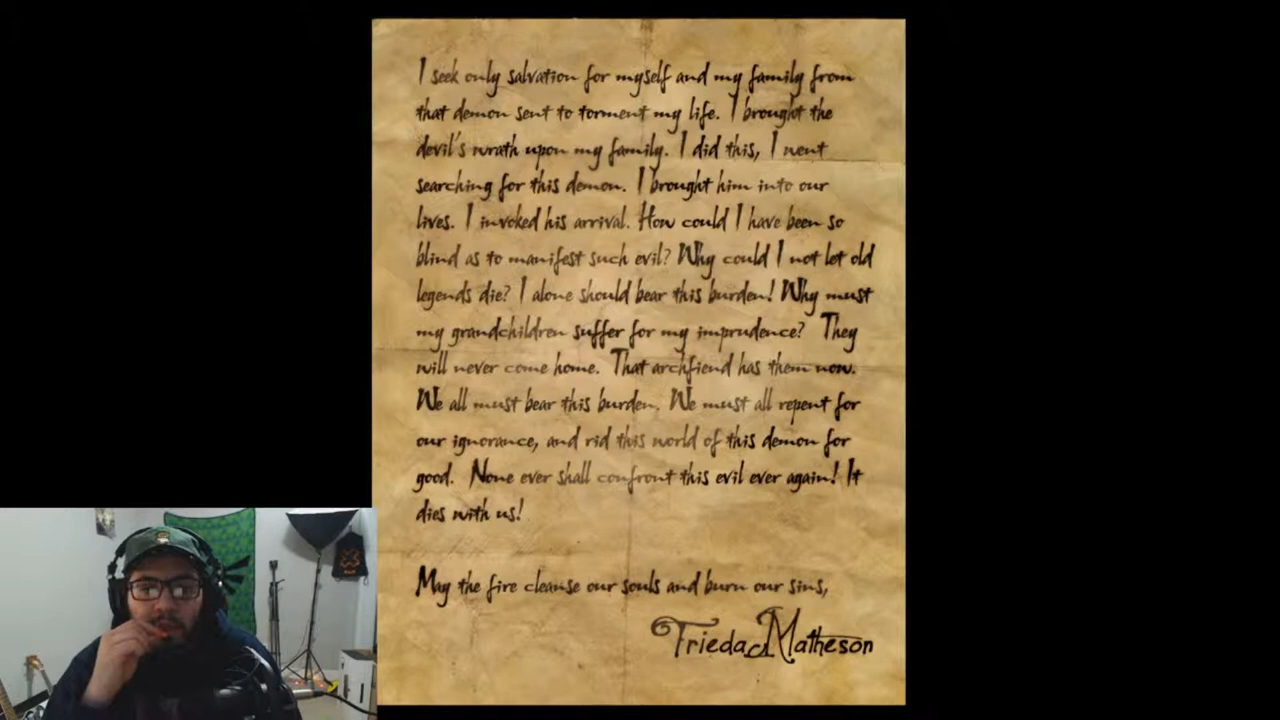 I seek only salvation for myself and my family from
that demon sent to torment my life. I brought the
devil's wrath upon my family. I did this, I went
searching for this demon. I brought him into our
lives. I invoked his arrival. How could I have been so
blind as to manifest such evil? Why could I not let old
legends die? I alone should bear this burden! Why must
my grandchildren suffer for my imprudence? They
will never come home. That archfiend has them now.
We all must bear this burden. We must all repent for
our ignorance, and rid this world of this demon for
good. None ever shall confront this evil ever again! It
dies with us!
May the fire cleanse our souls and burn our sins,
Frieda Matheson